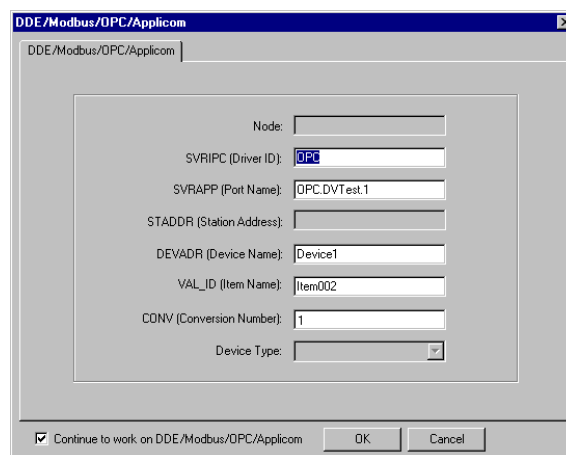 DDE/Modbus/OPC/Applicom
DDE/Modbus/OPC/Applicom
Node:
SVRIPC (Driver ID): OPC
SVRAPP (Port Name): OPC.DVTest.1
STADDR (Station Address):
DEVADR (Device Name): Device1
VAL_ID (Item Name): Item002
CONV (Conversion Number): 1
Device Type:
Continue to work on DDE/Modbus/OPC/Applicom OK Cancel